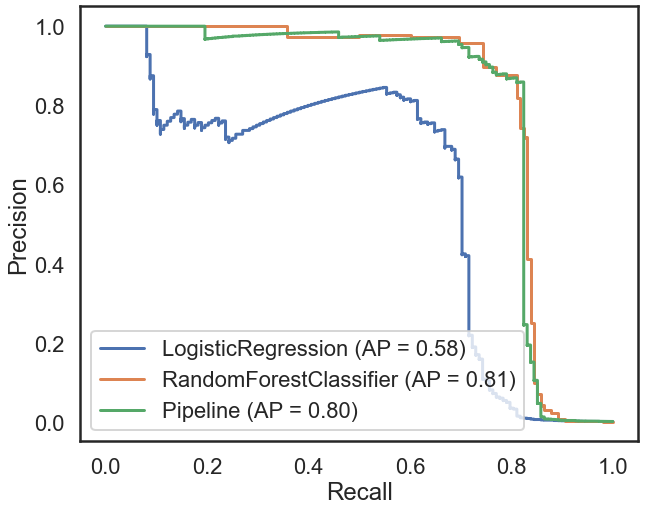 1.0
0.8
0.6
0.4
0.2
0.0
Precision
LogisticRegression (AP = 0.58)
RandomForestClassifier (AP = 0.81)
Pipeline (AP = 0.80)
0.0 0.2 0.4 0.6 0.8 1.0
Recall